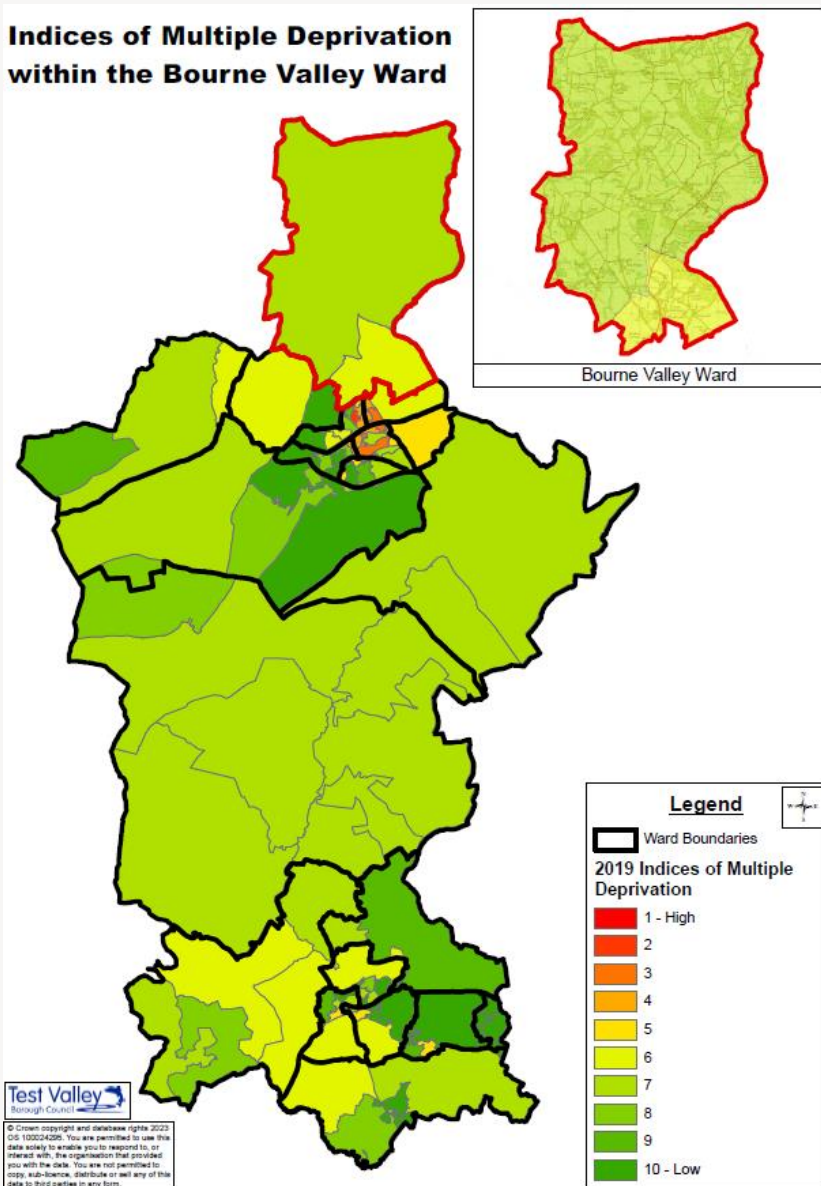 Indices of Multiple Deprivation
within the Bourne Valley Ward
Bourne Valley Ward
Legend
N
W E
S
Ward Boundaries
2019 Indices of Multiple
Deprivation
1 - High
2
3
4
5
6
7
8
9
10 - Low
Test Valley
Borough Council
© Crown copyright and database rights 2023
OS 100024295. You are permitted to use this
data solely to enable you to respond to, or
interact with, the organisation that provided
you with the data. You are not permitted to
copy, sub-licence, distribute or sell any of this
data to third parties in any form.